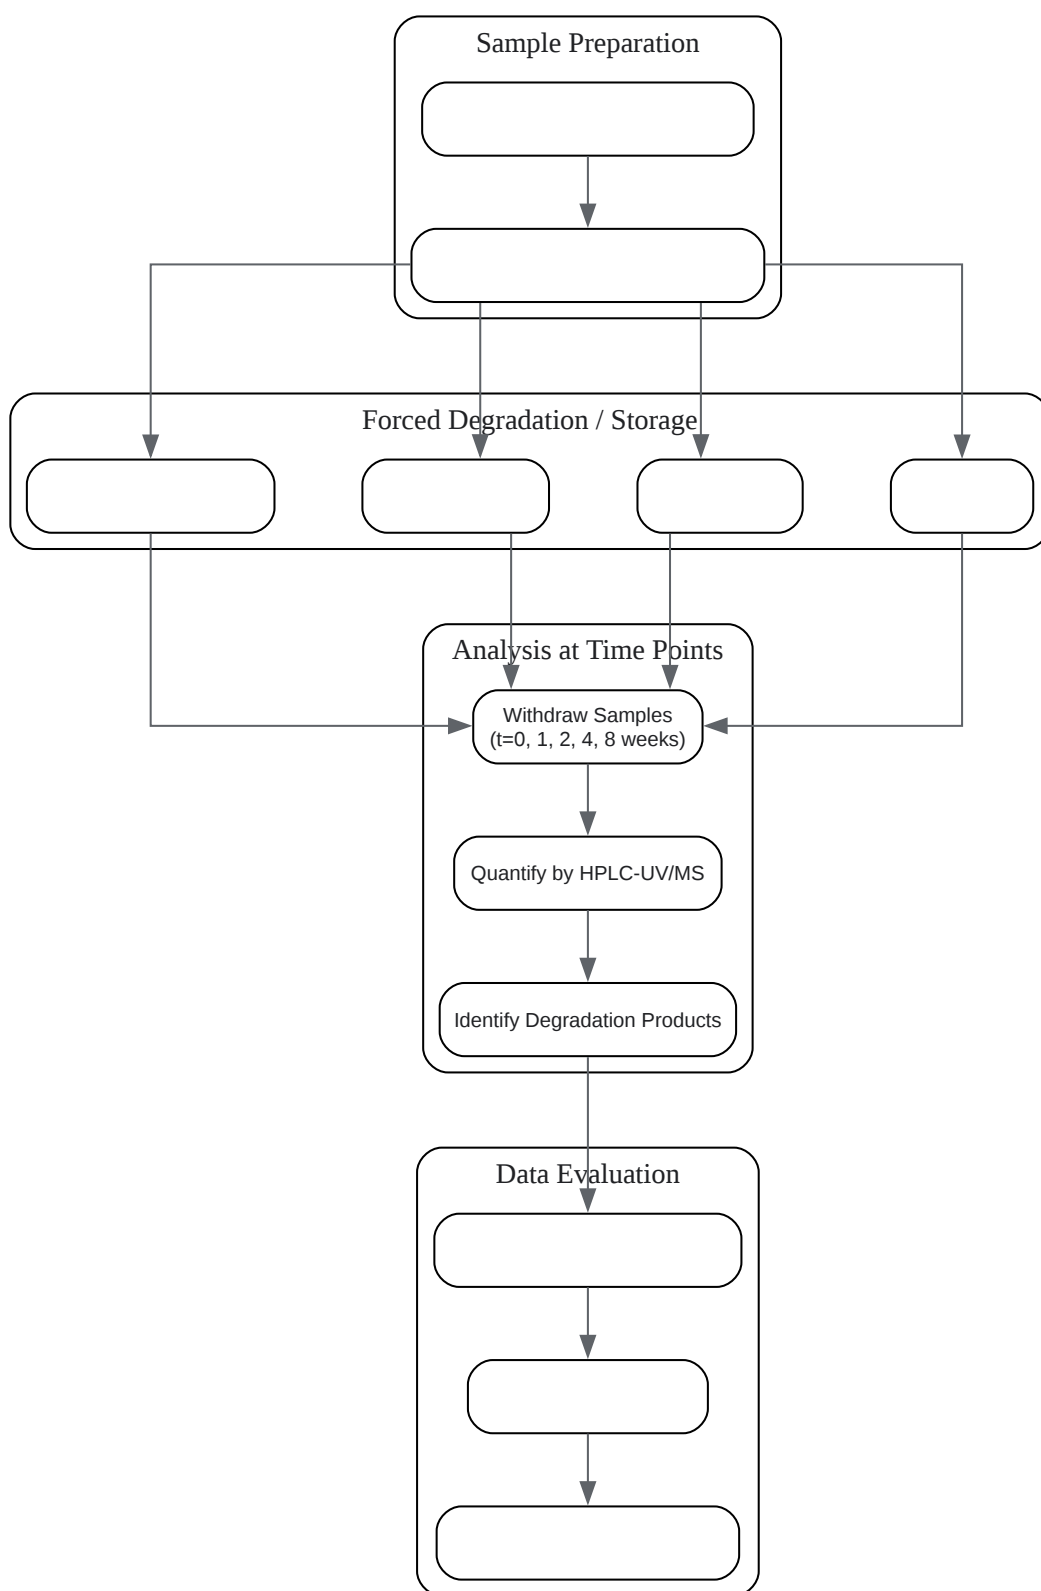 Sample Preparation
Forced Degradation / Storage
Analysis at Time Points
Withdraw Samples
(t=0, 1, 2, 4, 8 weeks)
Quantify by HPLC-UV/MS
Identify Degradation Products
Data Evaluation